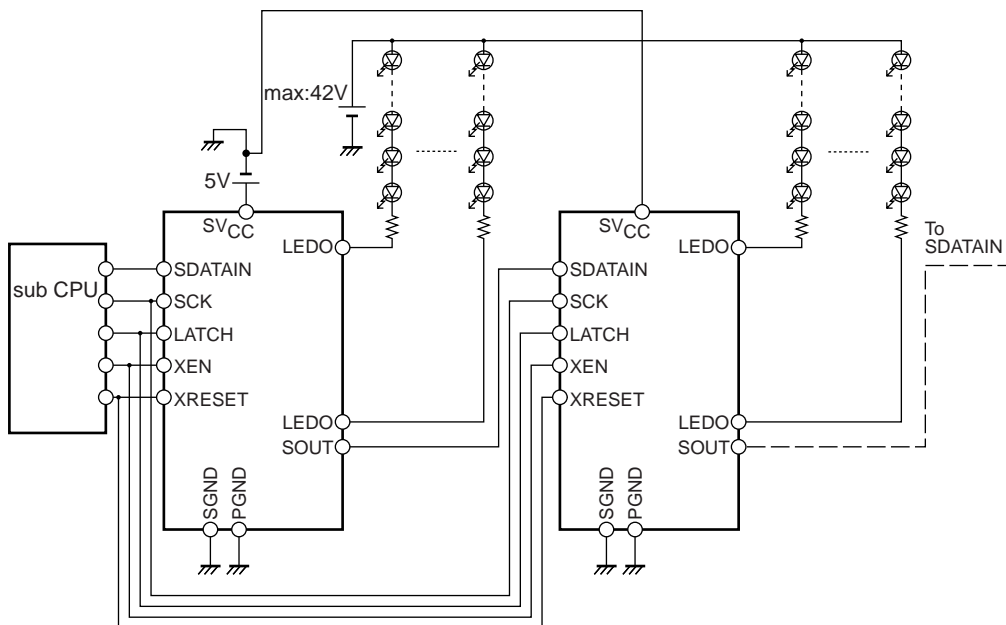 max:42V
5V
SVCC
SVCC
To
SDATAIN
LEDO
LEDO
sub CPU
SDATAIN
SCK
LATCH
XEN
XRESET
SDATAIN
SCK
LATCH
XEN
XRESET
LEDO
SOUT
LEDO
SOUT
SGND
PGND
SGND
PGND